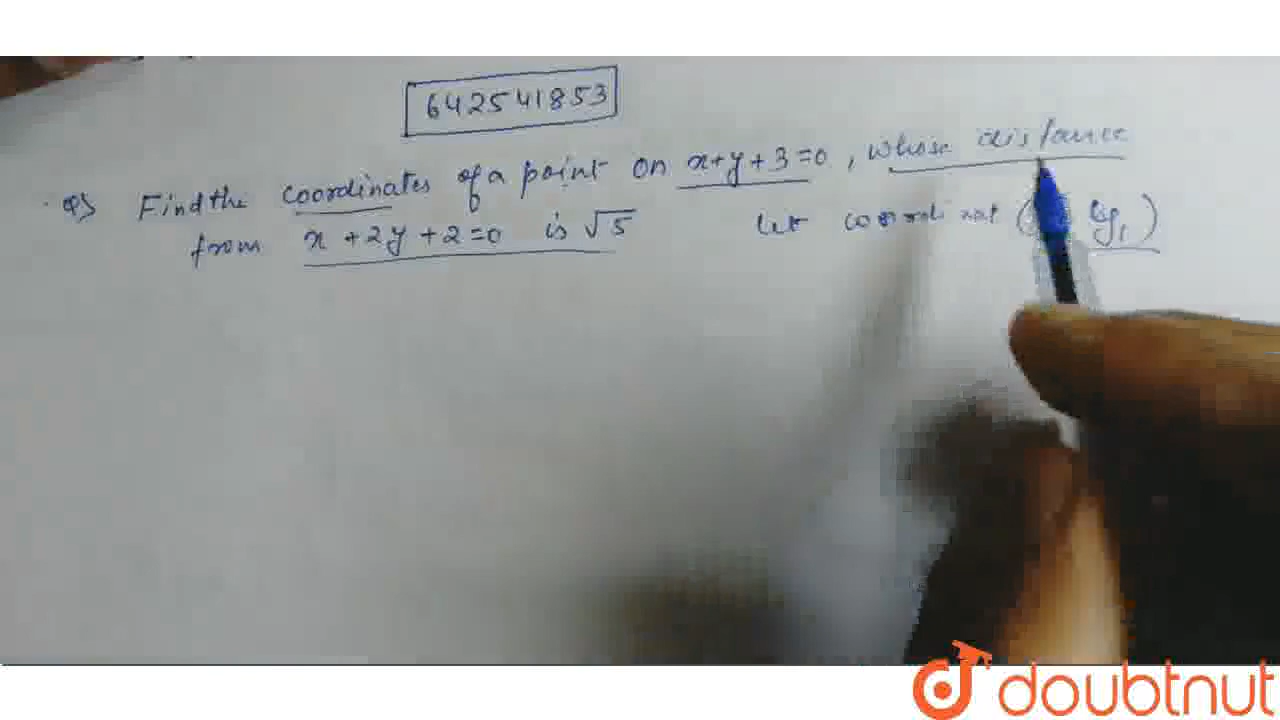 642541853
Q) Find the coordinates of a point on x+y+3=0, whose distance
from x+2y+2=0 is √5 let coordinat ( y₁)
doubtnut